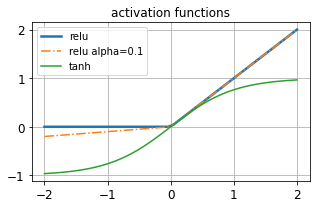 activation functions
relu
relu alpha=0.1
tanh
2
1
0
−1
−2 −1 0 1 2